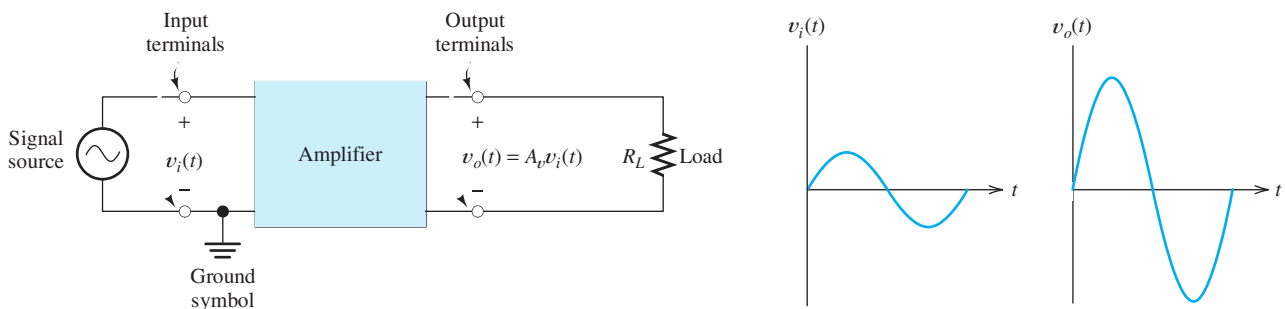 Input
terminals
Output
terminals
v_i(t)
v_o(t)
Signal
source
+
v_i(t)
−
Amplifier
+
v_o(t) = A_v v_i(t)
−
R_L
Load
t
t
Ground
symbol